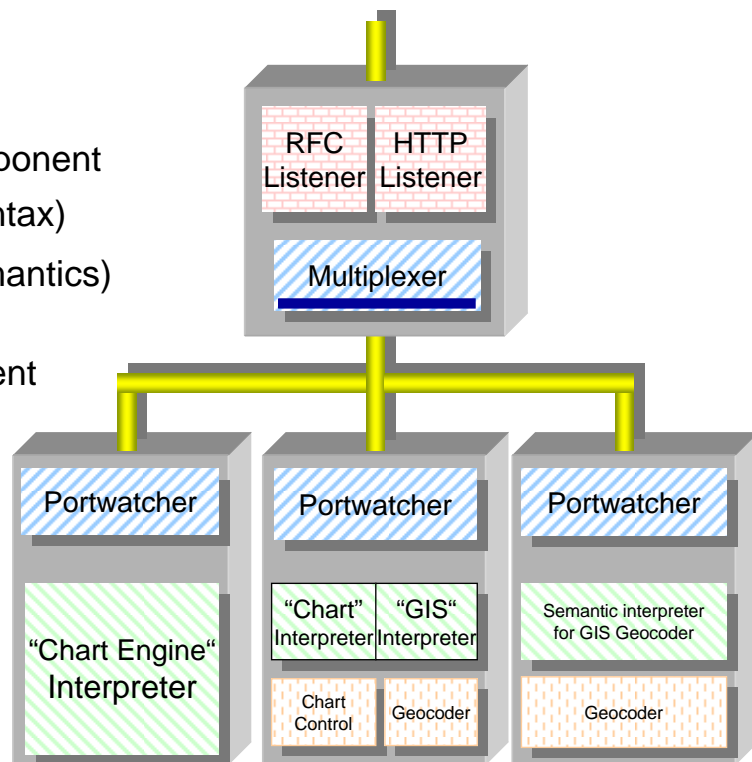 RFC
Listener
HTTP
Listener
oonent
ntax)
Multiplexer
nantics)
ent
Portwatcher
Portwatcher
Portwatcher
“Chart Engine“
Interpreter
“Chart”
Interpreter
“GIS“
Interpreter
Semantic interpreter
for GIS Geocoder
Chart
Control
Geocoder
Geocoder